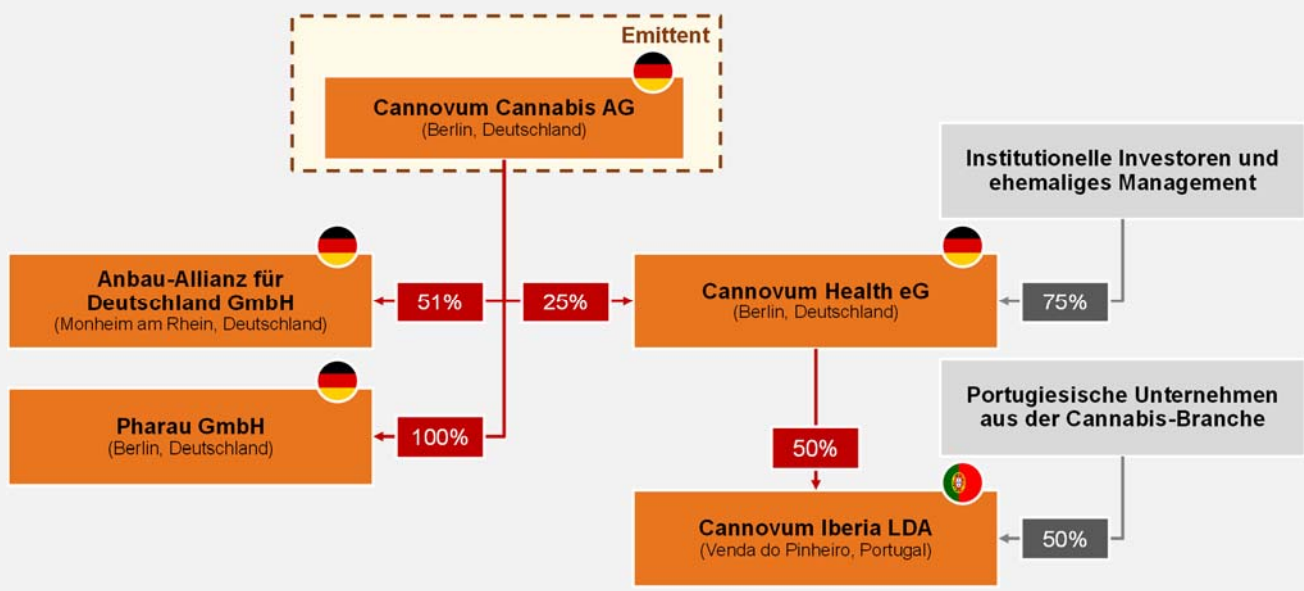 Emittent
Cannovum Cannabis AG
(Berlin, Deutschland)
Institutionelle Investoren und
ehemaliges Management
Anbau-Allianz für
Deutschland GmbH
(Monheim am Rhein, Deutschland)
51%
25%
Cannovum Health eG
(Berlin, Deutschland)
75%
Pharau GmbH
(Berlin, Deutschland)
100%
50%
Portugiesische Unternehmen
aus der Cannabis-Branche
Cannovum Iberia LDA
(Venda do Pinheiro, Portugal)
50%